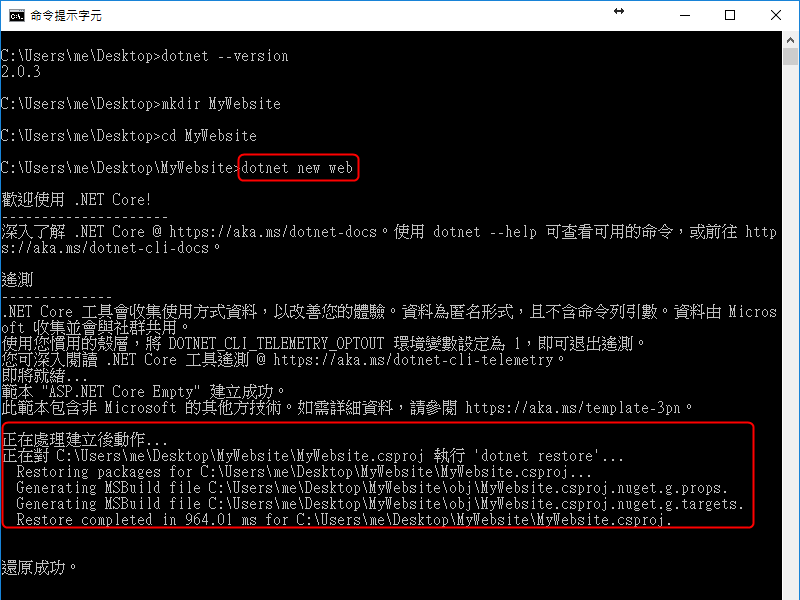 命令提示字元
C:\Users\me\Desktop>dotnet --version
2.0.3
C:\Users\me\Desktop>mkdir MyWebsite
C:\Users\me\Desktop>cd MyWebsite
C:\Users\me\Desktop\MyWebsite>dotnet new web
歡迎使用 .NET Core!
---------------------
深入了解 .NET Core @ https://aka.ms/dotnet-docs。使用 dotnet --help 可查看可用的命令，或前往 http
s://aka.ms/dotnet-cli-docs。
遙測
--------------
.NET Core 工具會收集使用方式資料，以改善您的體驗。資料為匿名形式，且不含命令列引數。資料由 Micros
oft 收集並會與社群共用。
使用您慣用的殼層，將 DOTNET_CLI_TELEMETRY_OPTOUT 環境變數設定為 1，即可退出遙測。
您可深入閱讀 .NET Core 工具遙測 @ https://aka.ms/dotnet-cli-telemetry。
即將就緒...
範本 "ASP.NET Core Empty" 建立成功。
此範本包含非 Microsoft 的其他方技術。如需詳細資料，請參閱 https://aka.ms/template-3pn。
正在處理建立後動作...
正在對 C:\Users\me\Desktop\MyWebsite\MyWebsite.csproj 執行 'dotnet restore'...
Restoring packages for C:\Users\me\Desktop\MyWebsite\MyWebsite.csproj...
Generating MSBuild file C:\Users\me\Desktop\MyWebsite\obj\MyWebsite.csproj.nuget.g.props.
Generating MSBuild file C:\Users\me\Desktop\MyWebsite\obj\MyWebsite.csproj.nuget.g.targets.
Restore completed in 964.01 ms for C:\Users\me\Desktop\MyWebsite\MyWebsite.csproj.
還原成功。